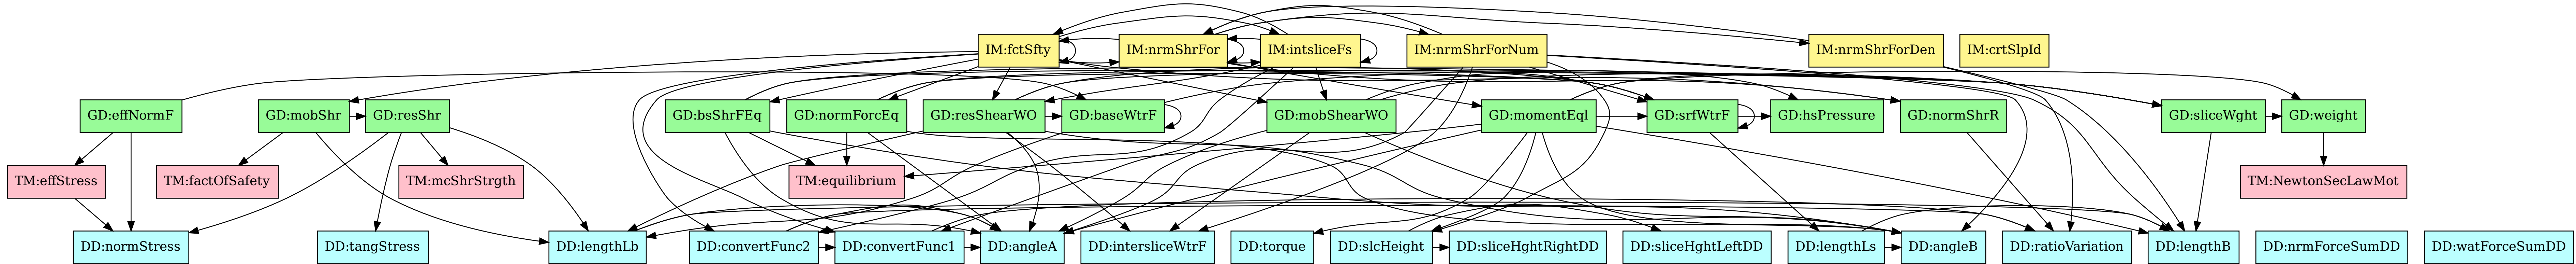 IM:fctSfty
IM:nrmShrFor
IM:intsliceFs
IM:nrmShrForNum
IM:nrmShrForDen
IM:crtSlpId
GD:effNormF
GD:mobShr
GD:resShr
GD:bsShrFEq
GD:normForcEq
GD:resShearWO
GD:baseWtrF
GD:mobShearWO
GD:momentEql
GD:srfWtrF
GD:hsPressure
GD:normShrR
GD:sliceWght
GD:weight
TM:effStress
TM:factOfSafety
TM:mcShrStrgth
TM:equilibrium
TM:NewtonSecLawMot
DD:normStress
DD:tangStress
DD:lengthLb
DD:convertFunc2
DD:convertFunc1
DD:angleA
DD:intersliceWtrF
DD:torque
DD:slcHeight
DD:sliceHghtRightDD
DD:sliceHghtLeftDD
DD:lengthLs
DD:angleB
DD:ratioVariation
DD:lengthB
DD:nrmForceSumDD
DD:watForceSumDD